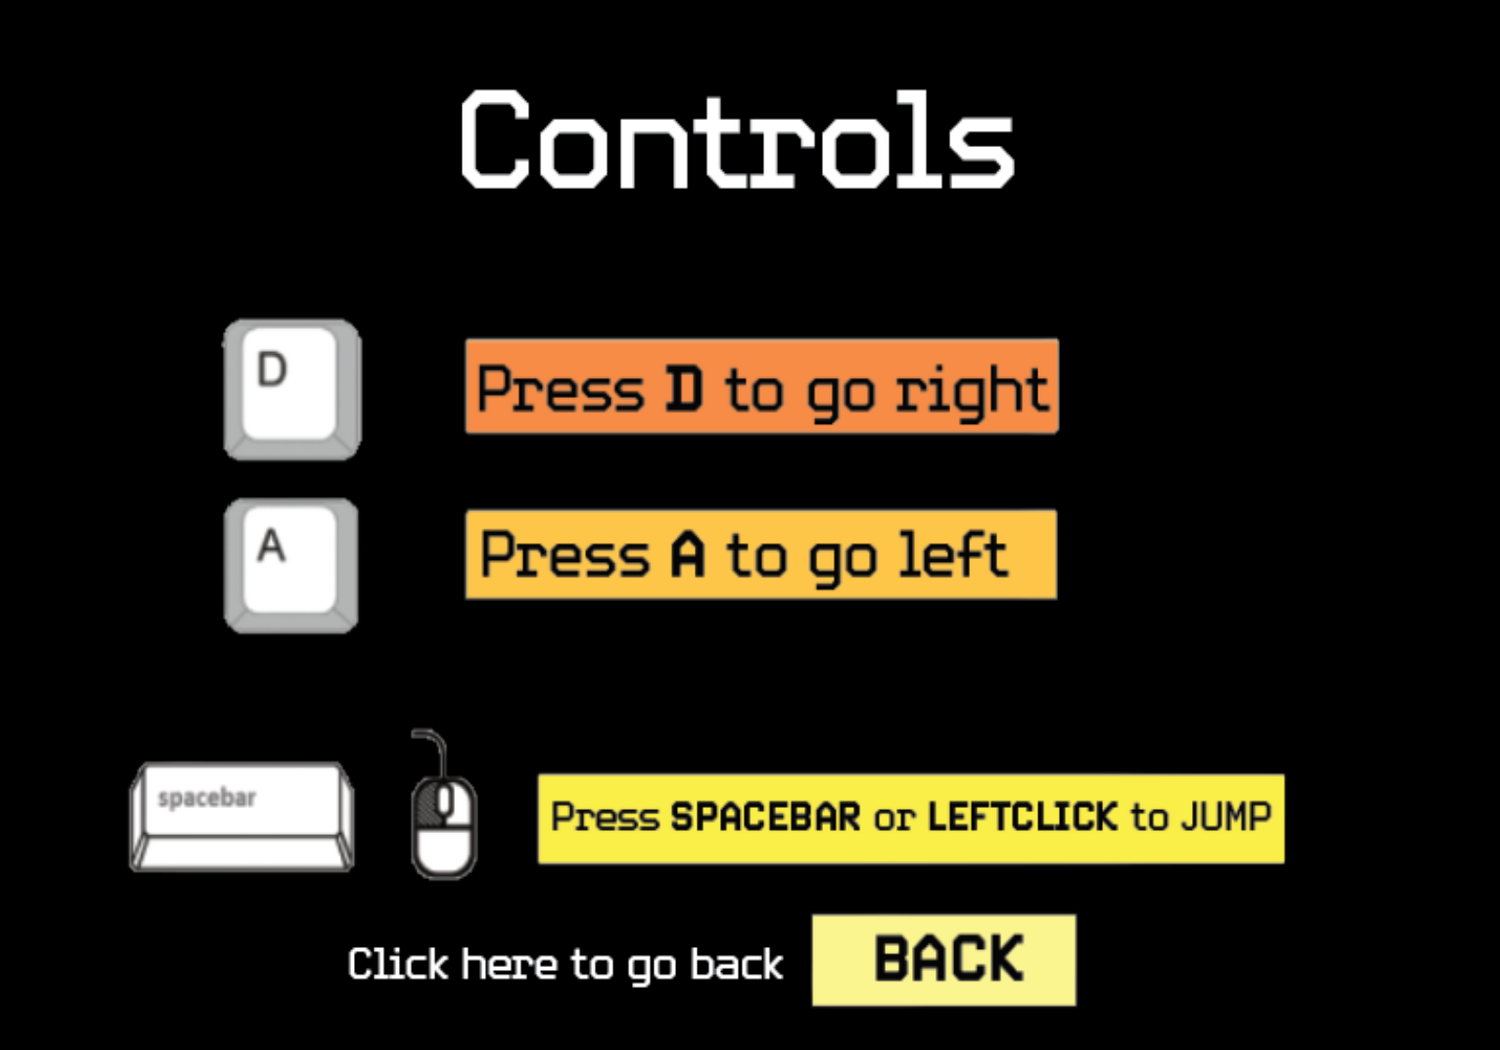 Controls
D
Press D to go right
A
Press A to go left
spacebar
Press SPACEBAR or LEFTCLICK to JUMP
Click here to go back
BACK